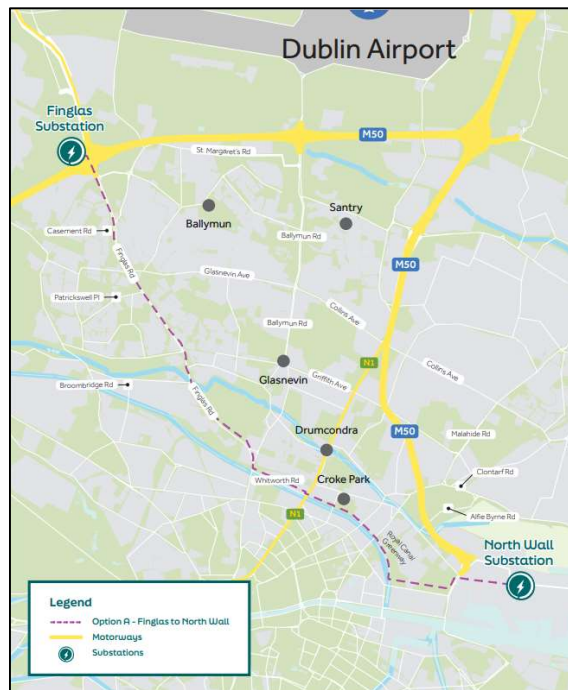 Dublin Airport
Finglas
Substation
M50
St. Margaret's Rd
Ballymun
Santry
Casement Rd
Ballymun Rd
Finglas Rd
M50
Glasnevin Ave
Patrickswell Pl
Collins Ave
Ballymun Rd
N1
Glasnevin
Griffith Ave
Collins Ave
Broombridge Rd
Finglas Rd
Drumcondra
M50
Malahide Rd
Whitworth Rd
Croke Park
Clontarf Rd
Alfie Byrne Rd
N1
Royal Canal
Greenway
North Wall
Substation
Legend
Option A - Finglas to North Wall
Motorways
Substations